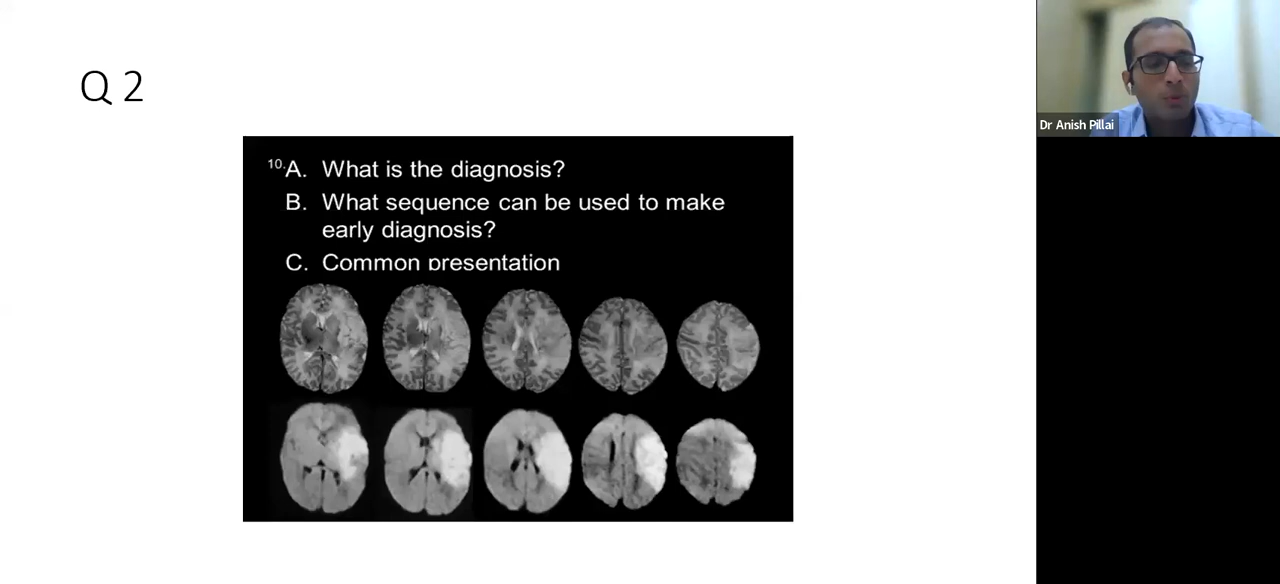 Q 2
10.A. What is the diagnosis?
B. What sequence can be used to make
early diagnosis?
C. Common presentation
Dr Anish Pillai